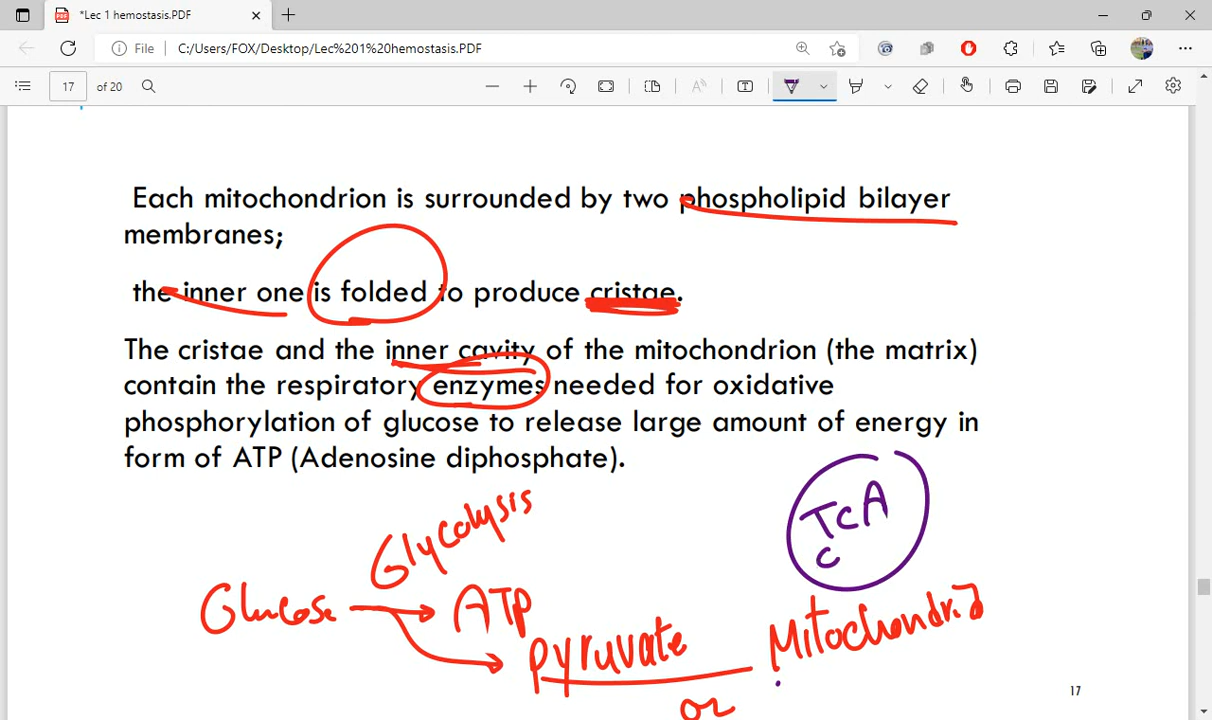 *Lec 1 hemostasis.PDF
File C:/Users/FOX/Desktop/Lec%201%20hemostasis.PDF
17 of 20
Each mitochondrion is surrounded by two phospholipid bilayer
membranes;
the inner one is folded to produce cristae.
The cristae and the inner cavity of the mitochondrion (the matrix)
contain the respiratory enzymes needed for oxidative
phosphorylation of glucose to release large amount of energy in
form of ATP (Adenosine diphosphate).
TCA
C
Glycolysis
Glucose ATP
Pyruvate Mitochondria
or
17